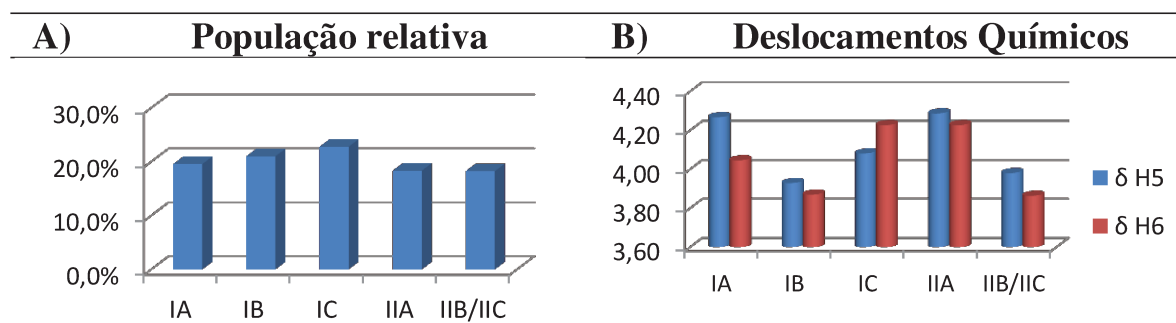 A) População relativa
30,0%
20,0%
10,0%
0,0%
IA IB IC IIA IIB/IIC
B) Deslocamentos Químicos
4,40
4,20
4,00
3,80
3,60
IA IB IC IIA IIB/IIC
δ H5
δ H6